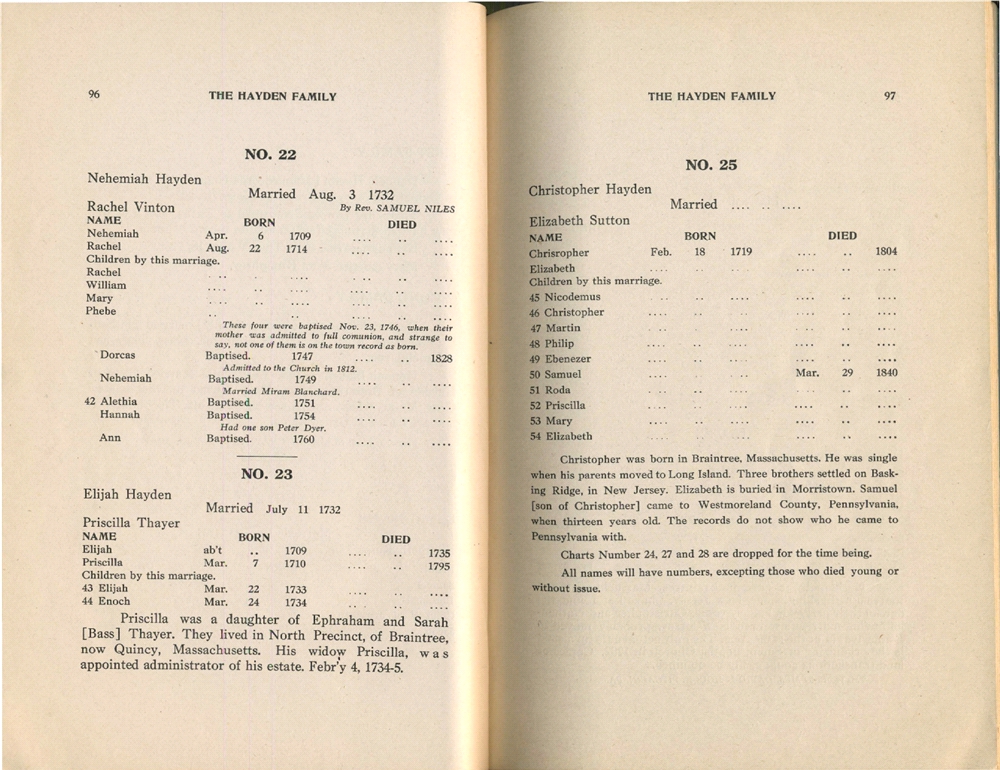 96 THE HAYDEN FAMILY
NO. 22
Nehemiah Hayden
Married Aug. 3 1732
Rachel Vinton By Rev. SAMUEL NILES
NAME BORN DIED
Nehemiah Apr. 6 1709 .... .. ....
Rachel Aug. 22 1714 .... .. ....
Children by this marriage.
Rachel .... .. .... .... .. ....
William .... .. .... .... .. ....
Mary .... .. .... .... .. ....
Phebe .. .. .... .... .. ....
These four were baptised Nov. 23, 1746, when their
mother was admitted to full comunion, and strange to
say, not one of them is on the town record as born.
Dorcas Baptised. 1747 .... .. 1828
Admitted to the Church in 1812.
Nehemiah Baptised. 1749 .... .. ....
Married Miram Blanchard.
42 Alethia Baptised. 1751 .... .. ....
Hannah Baptised. 1754 .... .. ....
Had one son Peter Dyer.
Ann Baptised. 1760 .... .. ....
NO. 23
Elijah Hayden
Married July 11 1732
Priscilla Thayer
NAME BORN DIED
Elijah ab't .. 1709 .... .. 1735
Priscilla Mar. 7 1710 .... .. 1795
Children by this marriage.
43 Elijah Mar. 22 1733 .... .. ....
44 Enoch Mar. 24 1734 .... .. ....
Priscilla was a daughter of Ephraham and Sarah
[Bass] Thayer. They lived in North Precinct, of Braintree,
now Quincy, Massachusetts. His widow Priscilla, was
appointed administrator of his estate. Febr'y 4, 1734-5.
THE HAYDEN FAMILY 97
NO. 25
Christopher Hayden
Married .... .. ....
Elizabeth Sutton
NAME BORN DIED
Chrisropher Feb. 18 1719 .... .. 1804
Elizabeth .... .. .... .... .. ....
Children by this marriage.
45 Nicodemus .... .. .... .... .. ....
46 Christopher .... .. .... .... .. ....
47 Martin .... .. .... .... .. ....
48 Philip .... .. .... .... .. ....
49 Ebenezer .... .. .... .... .. ....
50 Samuel .... .. .... Mar. 29 1840
51 Roda .... .. .... .... .. ....
52 Priscilla .... .. .... .... .. ....
53 Mary .... .. .... .... .. ....
54 Elizabeth .... .. .... .... .. ....
Christopher was born in Braintree, Massachusetts. He was single
when his parents moved to Long Island. Three brothers settled on Bask-
ing Ridge, in New Jersey. Elizabeth is buried in Morristown. Samuel
[son of Christopher] came to Westmoreland County, Pennsylvania,
when thirteen years old. The records do not show who he came to
Pennsylvania with.
Charts Number 24, 27 and 28 are dropped for the time being.
All names will have numbers, excepting those who died young or
without issue.